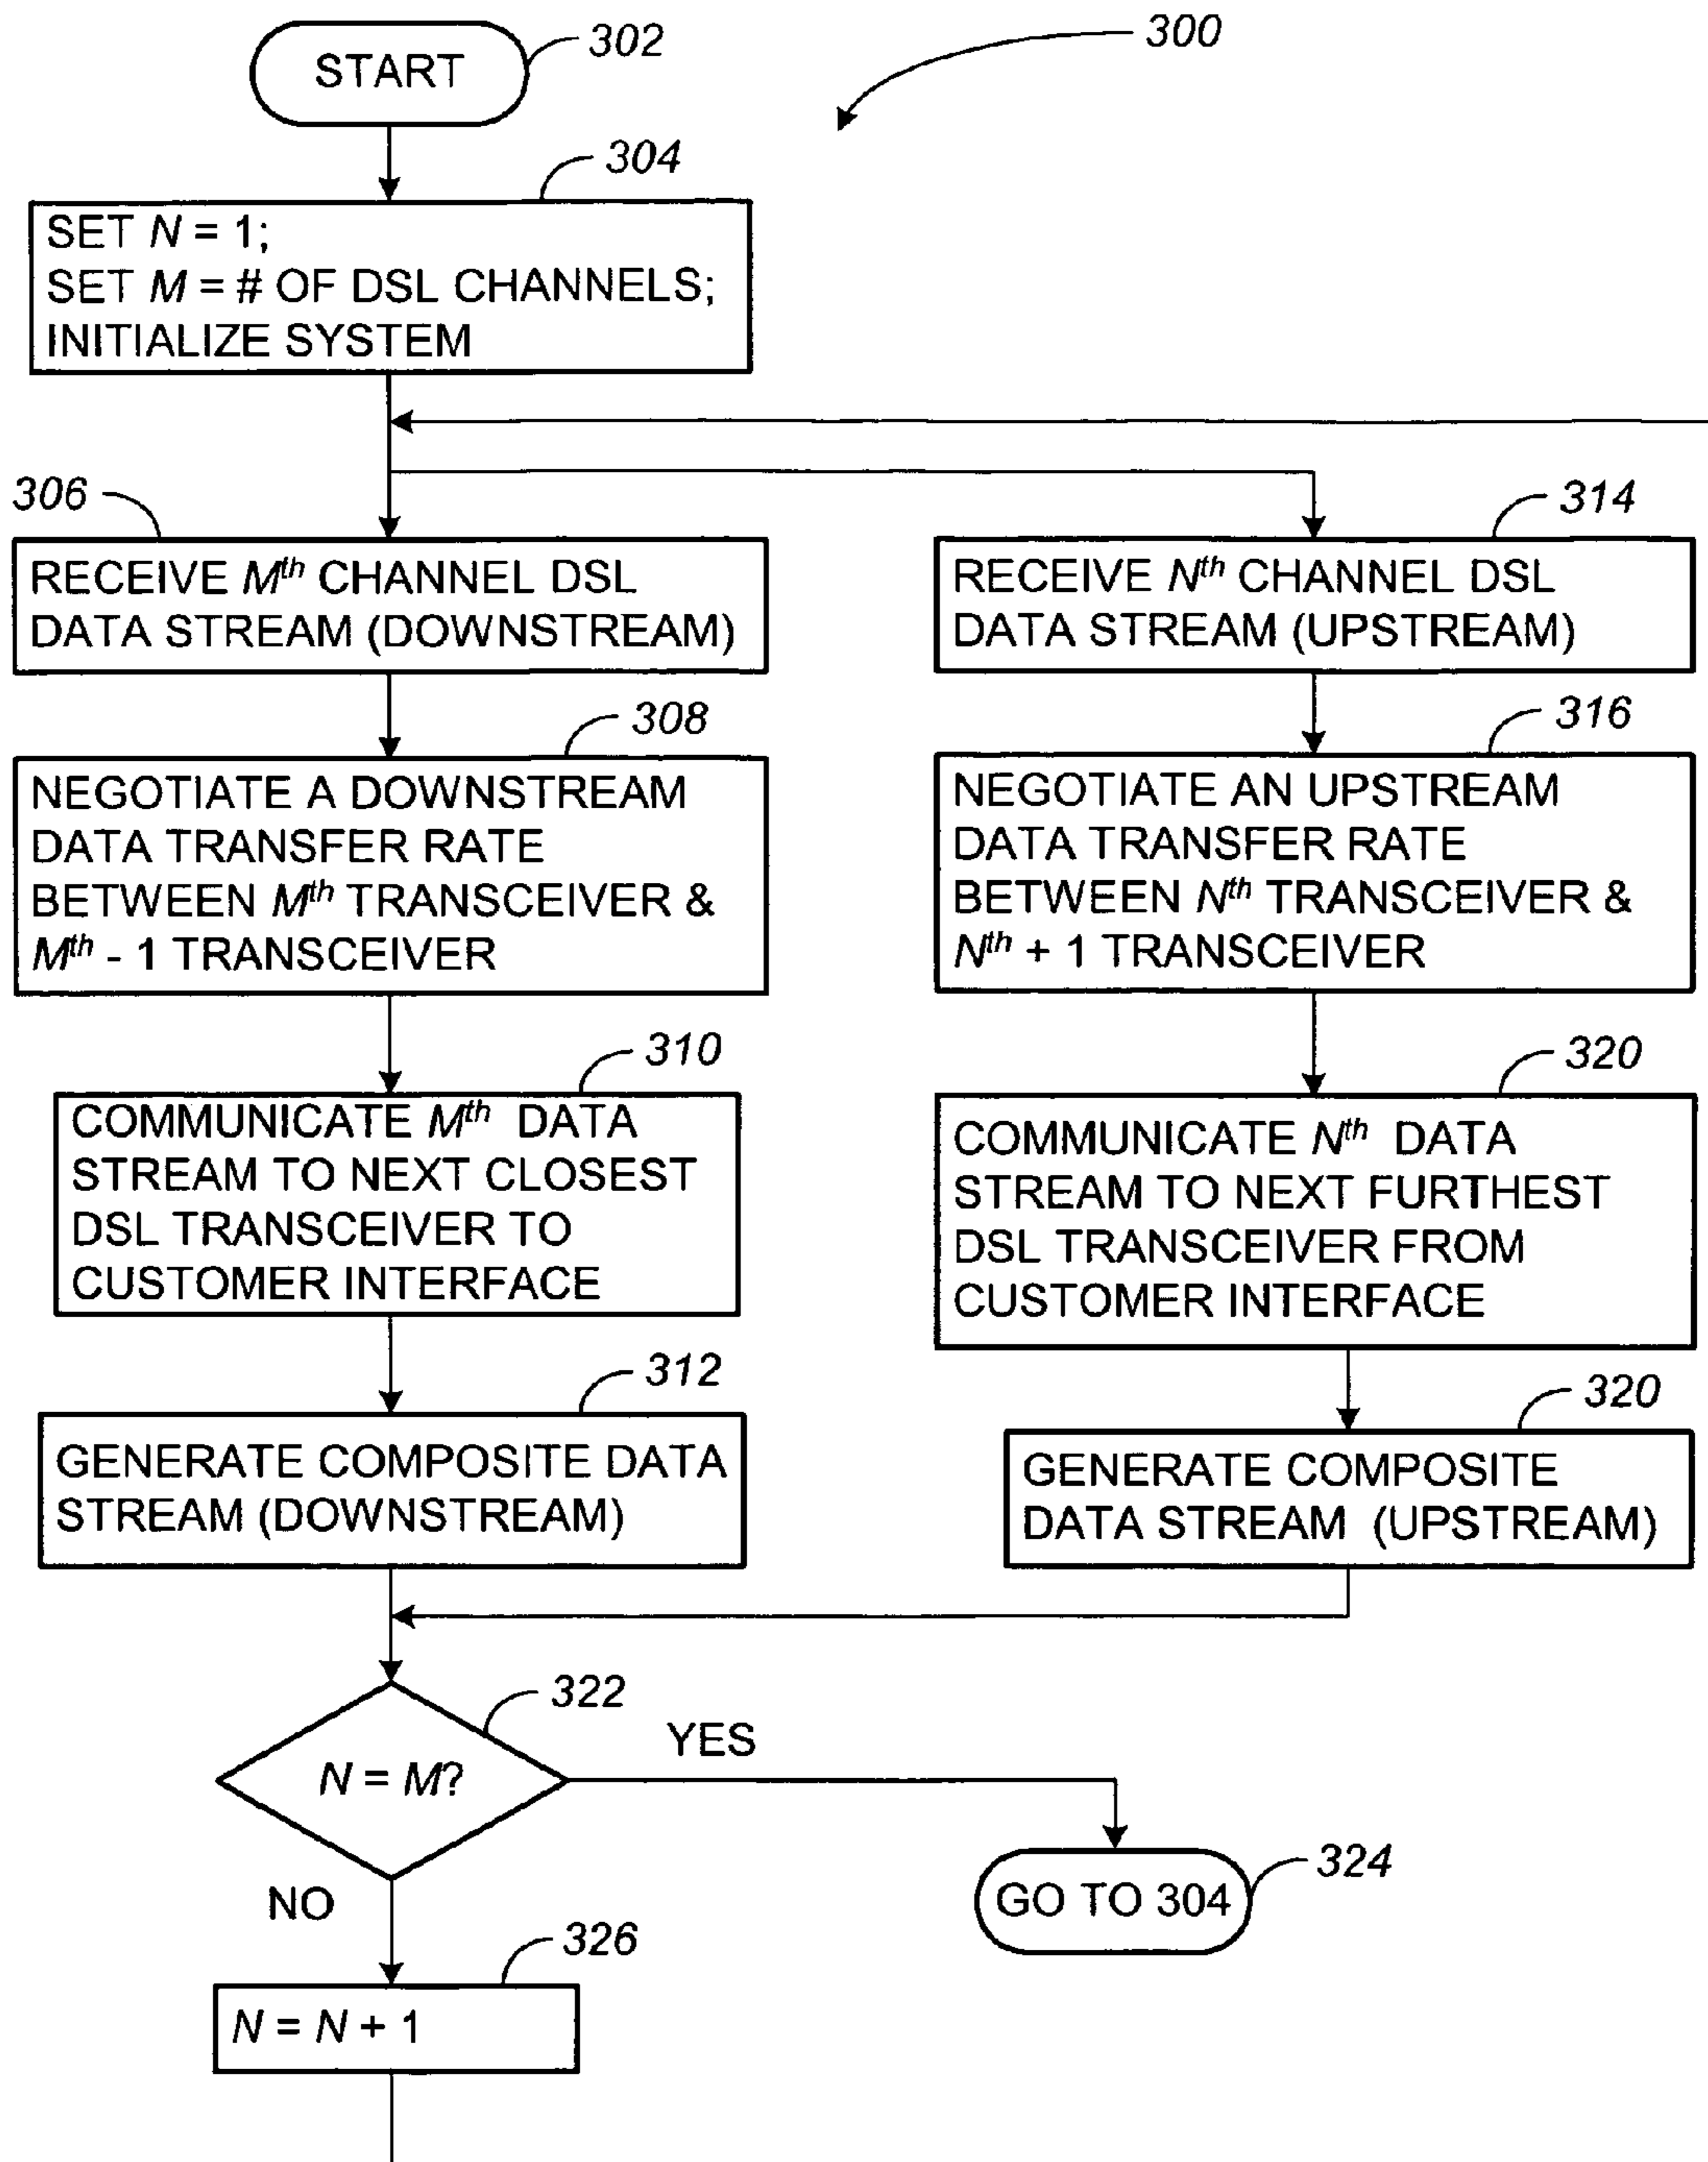 300
START
302
304
SET N = 1;
SET M = # OF DSL CHANNELS;
INITIALIZE SYSTEM
306
RECEIVE Mth CHANNEL DSL
DATA STREAM (DOWNSTREAM)
308
NEGOTIATE A DOWNSTREAM
DATA TRANSFER RATE
BETWEEN Mth TRANSCEIVER &
Mth - 1 TRANSCEIVER
310
COMMUNICATE Mth DATA
STREAM TO NEXT CLOSEST
DSL TRANSCEIVER TO
CUSTOMER INTERFACE
312
GENERATE COMPOSITE DATA
STREAM (DOWNSTREAM)
314
RECEIVE Nth CHANNEL DSL
DATA STREAM (UPSTREAM)
316
NEGOTIATE AN UPSTREAM
DATA TRANSFER RATE
BETWEEN Nth TRANSCEIVER &
Nth + 1 TRANSCEIVER
320
COMMUNICATE Nth DATA
STREAM TO NEXT FURTHEST
DSL TRANSCEIVER FROM
CUSTOMER INTERFACE
320
GENERATE COMPOSITE
DATA STREAM (UPSTREAM)
322
N = M?
YES
GO TO 304
324
NO
326
N = N + 1